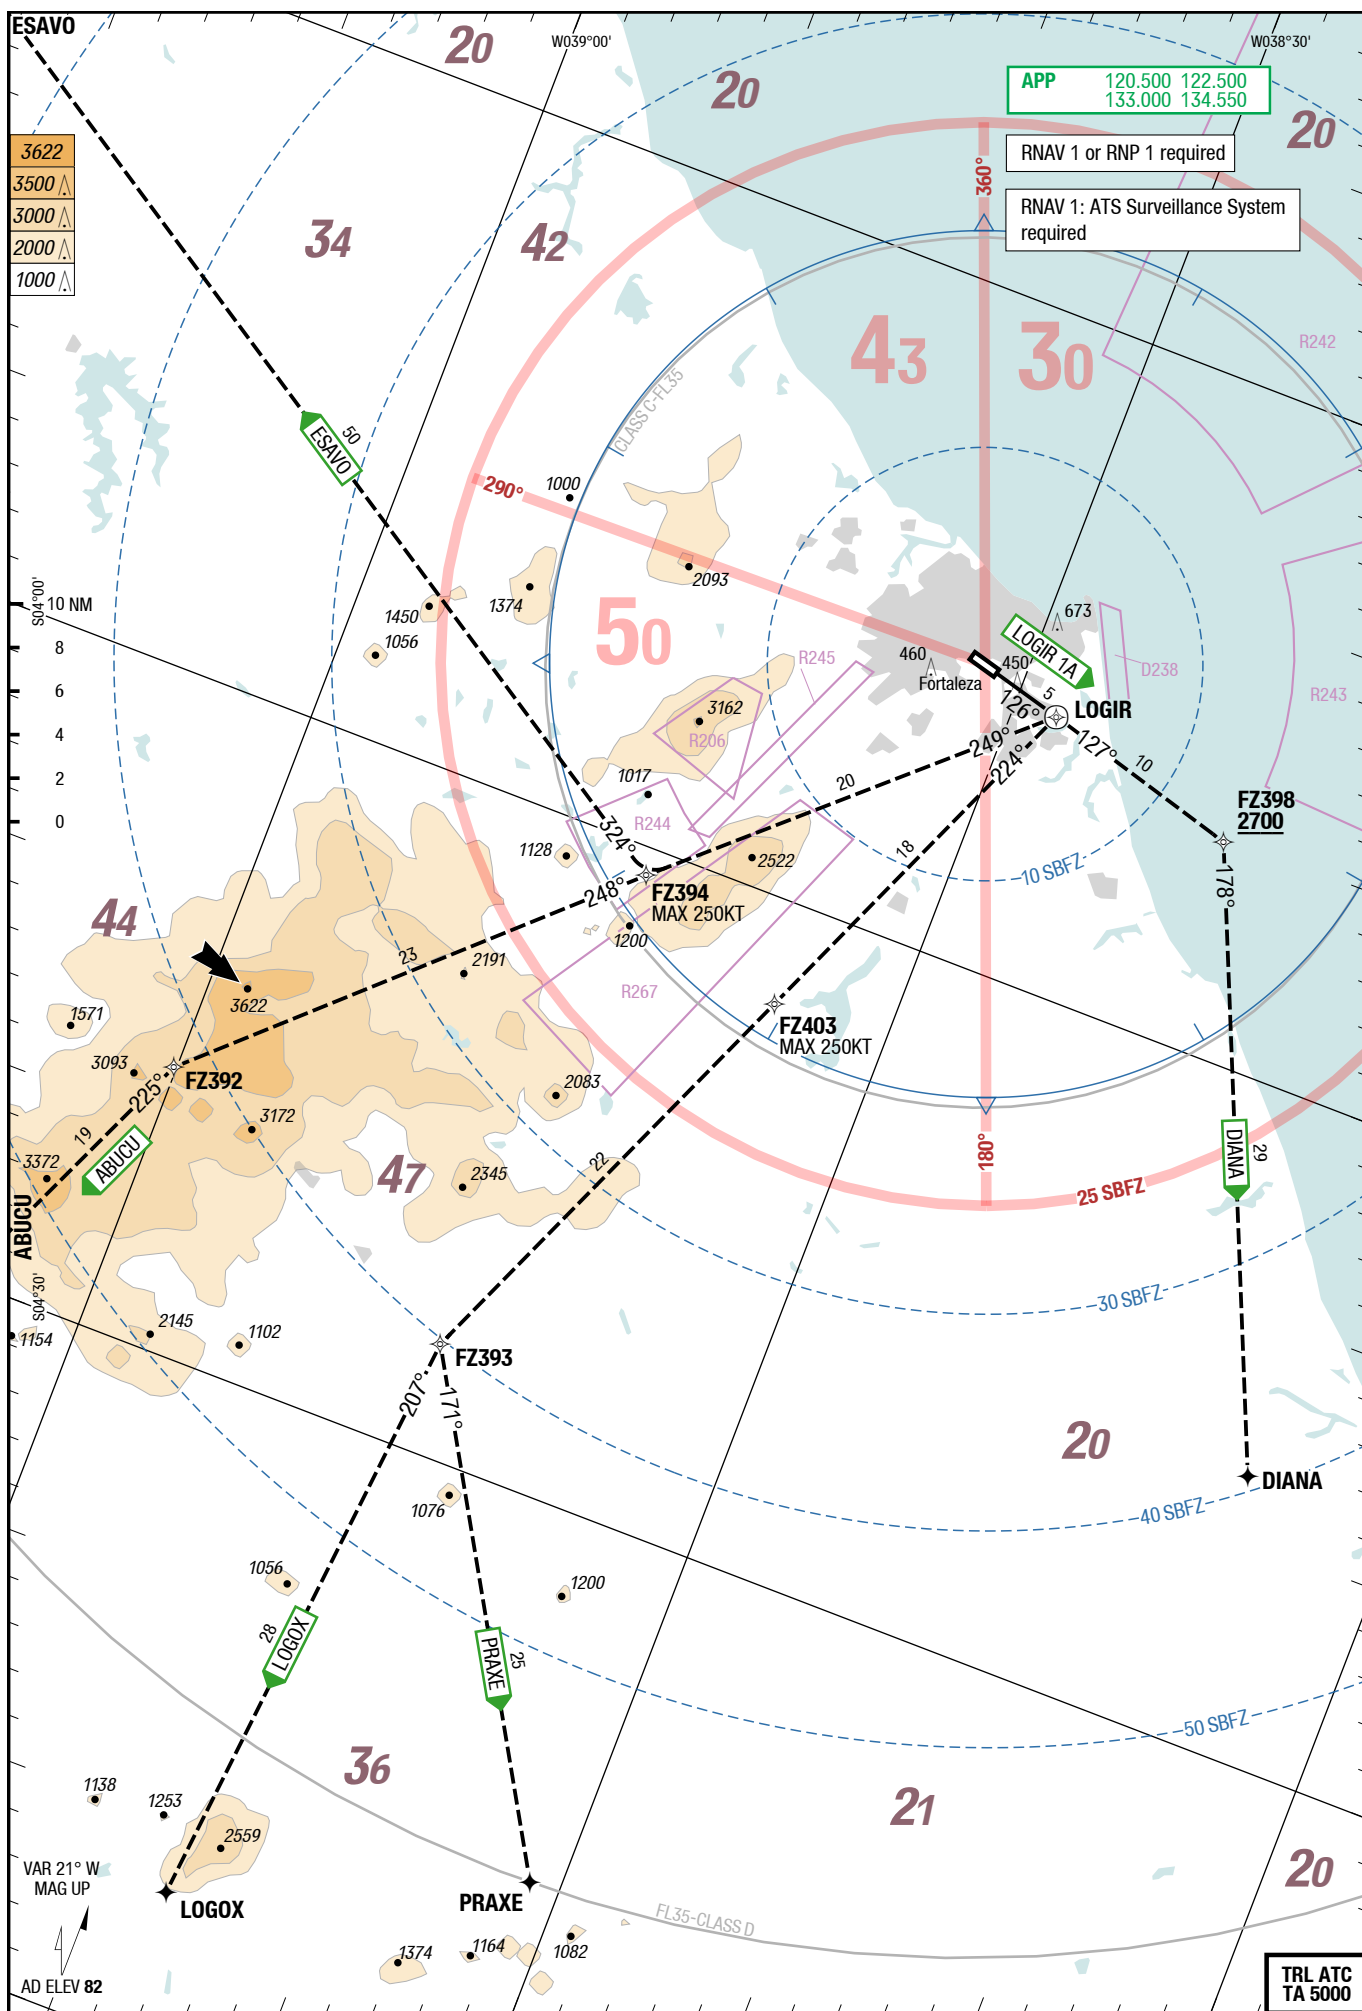 ESAVO
20
W039°00'
W038°30'
20
APP 120.500 122.500
133.000 134.550
20
RNAV 1 or RNP 1 required
RNAV 1: ATS Surveillance System
required
3622
3500
3000
2000
1000
34
42
360°
43
30
R242
CLASS C-FL35
ESAVO
50
290°
1000
2093
1374
1450
1056
50
S04°00'
10 NM
8
6
4
2
0
673
460
450
Fortaleza
LOGIR 1A
D238
R243
R245
5
126°
LOGIR
3162
R206
249°
224°
127°
10
1017
20
R244
FZ398
2700
324°
1128
2522
18
10 SBFZ
248°
FZ394
MAX 250KT
178°
44
1200
23
2191
3622
R267
1571
FZ403
MAX 250KT
3093
FZ392
225°
2083
3172
19
ABUCU
3372
47
2345
22
180°
25 SBFZ
DIANA
29
ABUCU
S04°30'
30 SBFZ
1154
2145
1102
FZ393
207°
171°
20
DIANA
1076
40 SBFZ
1056
1200
28
LOGOX
PRAXE
25
50 SBFZ
36
21
1138
1253
2559
20
VAR 21° W
MAG UP
LOGOX
PRAXE
FL35-CLASS D
1374
1164
1082
AD ELEV 82
TRL ATC
TA 5000